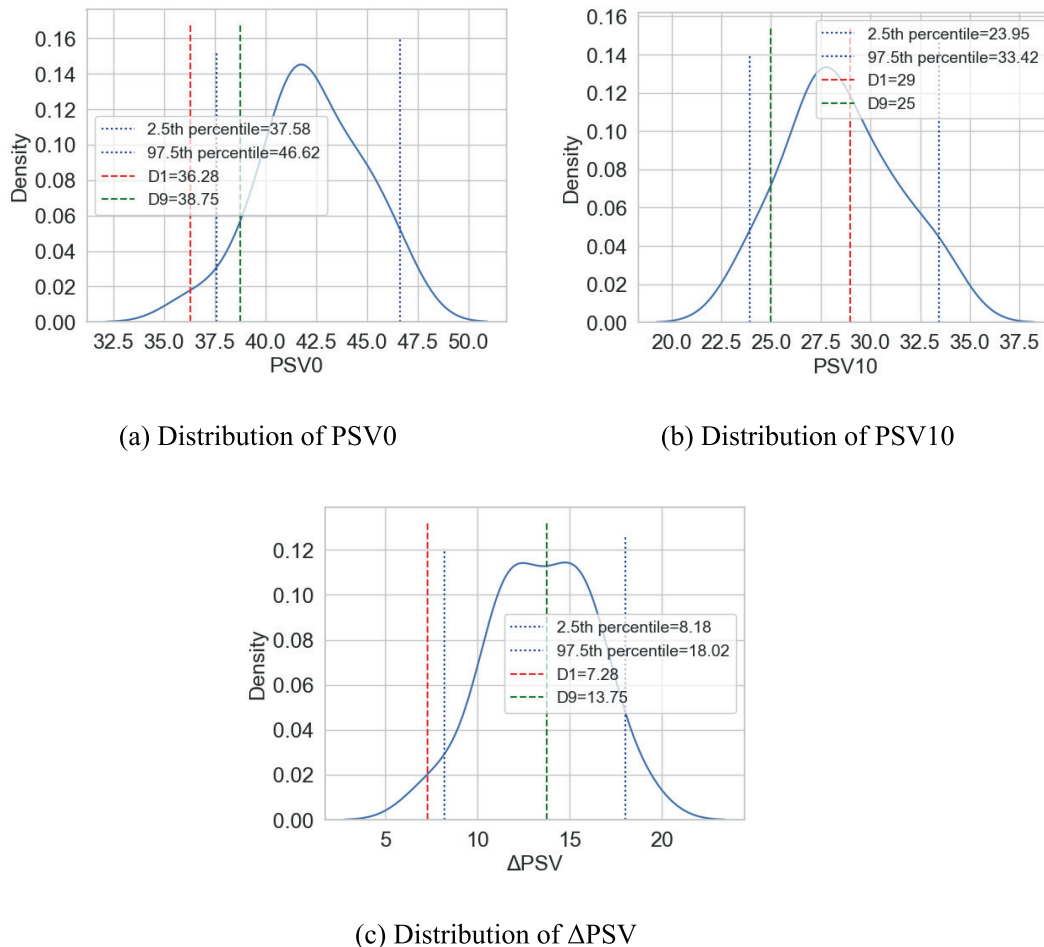 0.16
0.14
0.12
0.10
0.08
0.06
0.04
0.02
0.00
Density
2.5th percentile=37.58
97.5th percentile=46.62
D1=36.28
D9=38.75
32.5 35.0 37.5 40.0 42.5 45.0 47.5 50.0
PSV0
(a) Distribution of PSV0
0.16
0.14
0.12
0.10
0.08
0.06
0.04
0.02
0.00
Density
2.5th percentile=23.95
97.5th percentile=33.42
D1=29
D9=25
20.0 22.5 25.0 27.5 30.0 32.5 35.0 37.5
PSV10
(b) Distribution of PSV10
0.12
0.10
0.08
0.06
0.04
0.02
0.00
Density
2.5th percentile=8.18
97.5th percentile=18.02
D1=7.28
D9=13.75
5 10 15 20
ΔPSV
(c) Distribution of ΔPSV